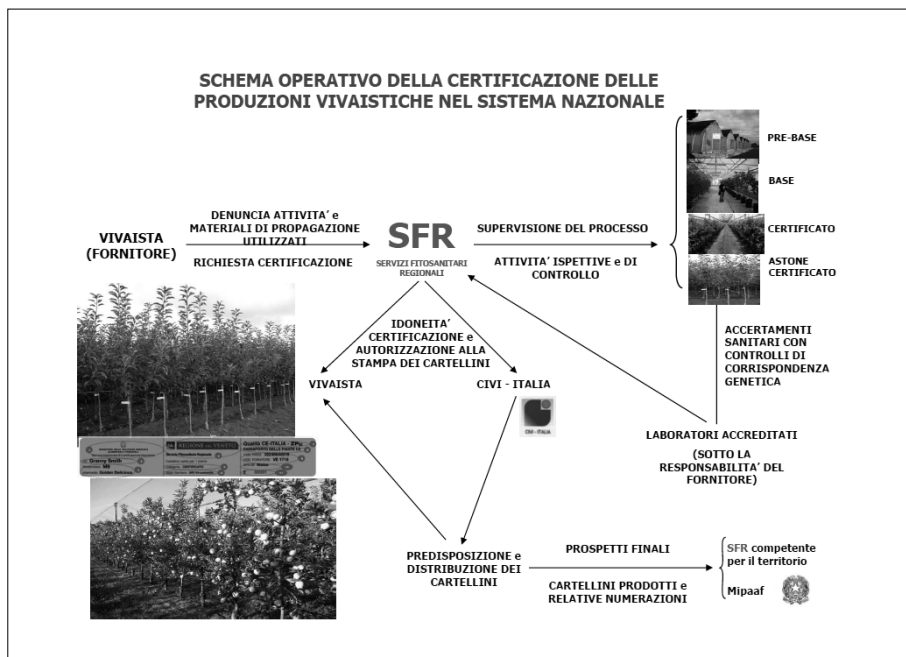 SCHEMA OPERATIVO DELLA CERTIFICAZIONE DELLE
PRODUZIONI VIVAISTICHE NEL SISTEMA NAZIONALE
PRE-BASE
BASE
CERTIFICATO
ASTONE
CERTIFICATO
VIVAISTA
(FORNITORE)
DENUNCIA ATTIVITA’ e
MATERIALI DI PROPAGAZIONE
UTILIZZATI
RICHIESTA CERTIFICAZIONE
SFR
SERVIZI FITOSANITARI
REGIONALI
SUPERVISIONE DEL PROCESSO
ATTIVITA’ ISPETTIVE e DI
CONTROLLO
IDONEITA’
CERTIFICAZIONE e
AUTORIZZAZIONE ALLA
STAMPA DEI CARTELLINI
VIVAISTA
CIVI - ITALIA
CIVI - ITALIA
ACCERTAMENTI
SANITARI CON
CONTROLLI DI
CORRISPONDENZA
GENETICA
LABORATORI ACCREDITATI
(SOTTO LA
RESPONSABILITA’ DEL
FORNITORE)
Granny Smith
PREDISPOSIZIONE e
DISTRIBUZIONE DEI
CARTELLINI
PROSPETTI FINALI
CARTELLINI PRODOTTI e
RELATIVE NUMERAZIONI
SFR competente
per il territorio
Mipaaf